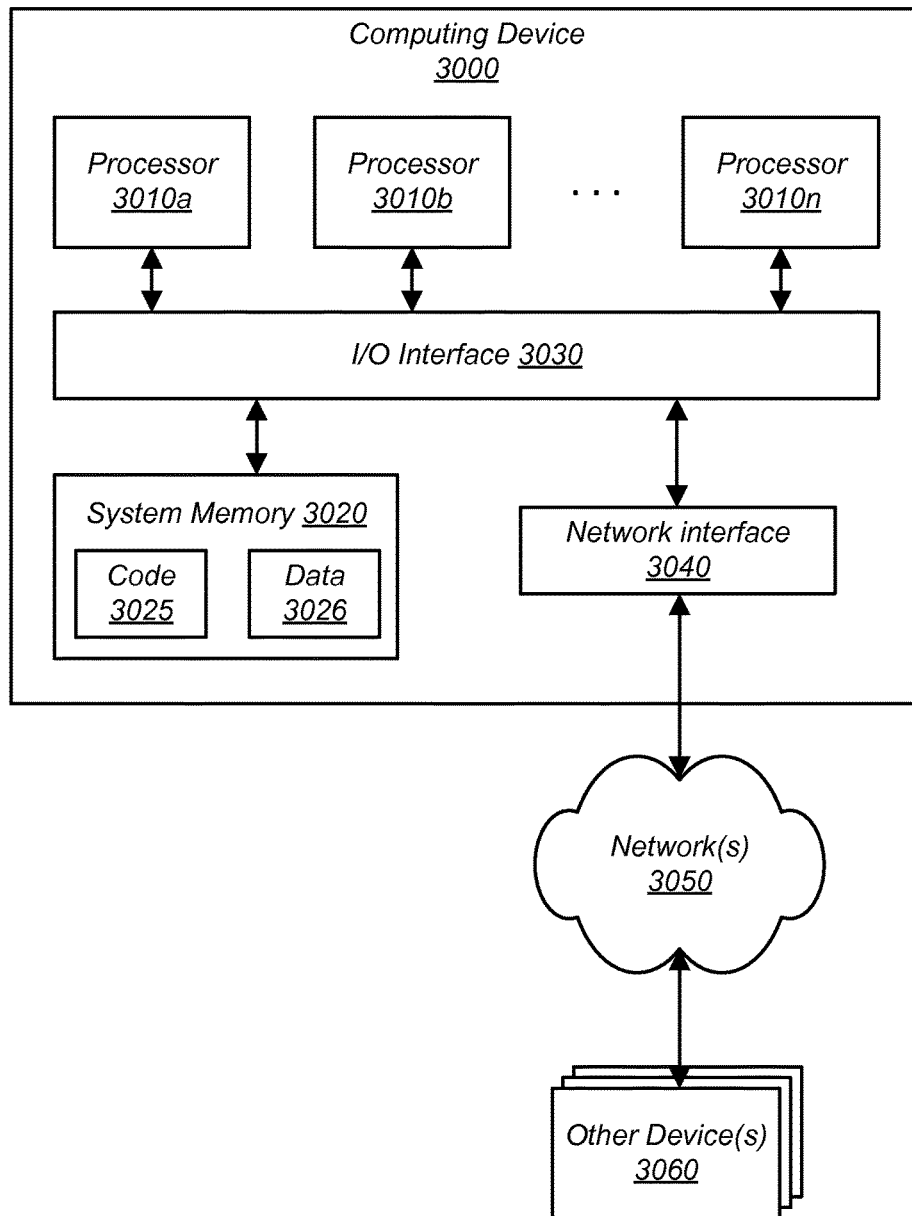 Computing Device
3000
Processor
3010a
Processor
3010b
. . .
Processor
3010n
I/O Interface 3030
System Memory 3020
Code
3025
Data
3026
Network interface
3040
Network(s)
3050
Other Device(s)
3060